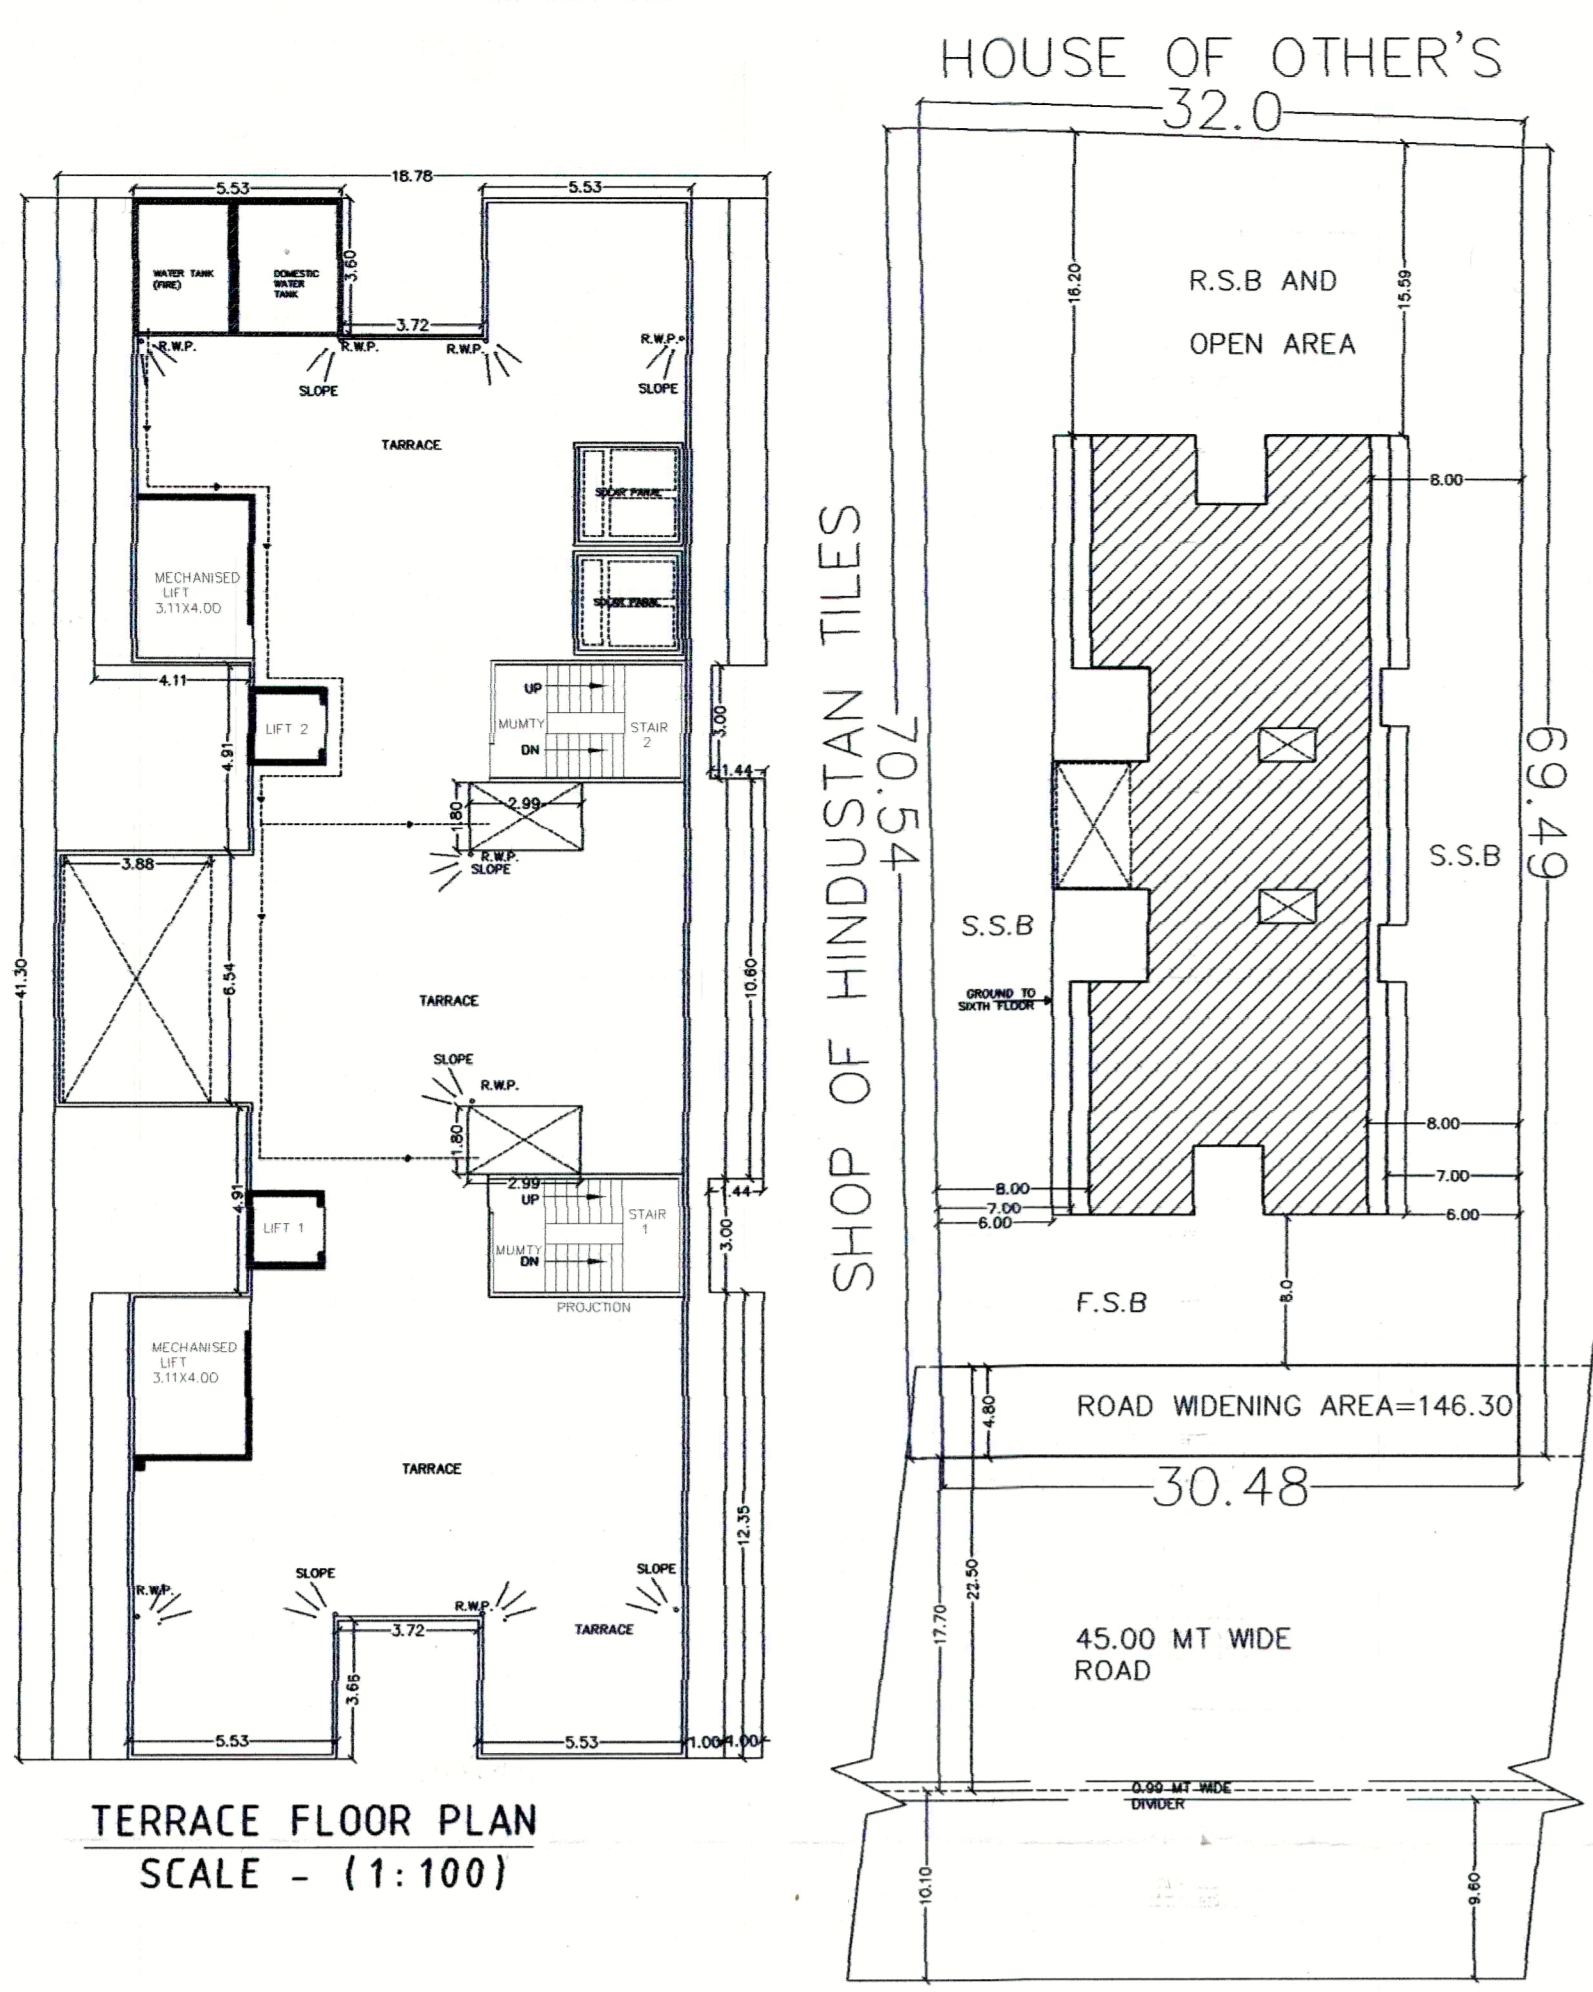 18.78
5.53
5.53
WATER TANK
(FIRE)
DOMESTIC
WATER
TANK
3.60
3.72
R.W.P.
R.W.P.
R.W.P.
R.W.P.
SLOPE
SLOPE
TARRACE
SOLAR PANAL
SOLAR PANAL
MECHANISED
LIFT
3.11X4.00
4.11
LIFT 2
4.91
UP
MUMTY
DN
STAIR
2
3.00
1.44
2.99
1.80
R.W.P.
SLOPE
3.88
6.54
41.30
TARRACE
10.60
SLOPE
R.W.P.
1.80
2.99
1.44
UP
MUMTY
DN
STAIR
1
3.00
PROJCTION
4.91
LIFT 1
MECHANISED
LIFT
3.11X4.00
TARRACE
12.35
R.W.P.
SLOPE
R.W.P.
SLOPE
TARRACE
3.72
3.66
5.53
5.53
1.00
1.00
TERRACE FLOOR PLAN
SCALE - (1:100)
HOUSE OF OTHER'S
32.0
16.20
15.59
R.S.B AND
OPEN AREA
8.00
SHOP OF HINDUSTAN TILES
70.54
69.49
S.S.B
S.S.B
GROUND TO
SIXTH FLOOR
8.00
7.00
6.00
8.00
7.00
6.00
F.S.B
8.0
4.80
ROAD WIDENING AREA=146.30
30.48
22.50
17.70
45.00 MT WIDE
ROAD
0.99 MT WIDE
DIVIDER
10.10
9.60